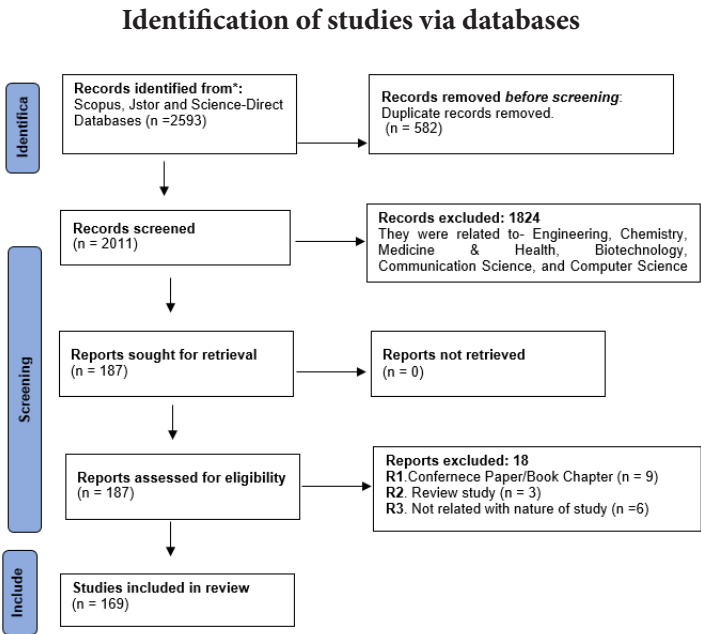 Identification of studies via databases
Identifica
Records identified from*:
Scopus, Jstor and Science-Direct
Databases (n =2593)
Records removed before screening:
Duplicate records removed.
(n = 582)
Screening
Records screened
(n = 2011)
Records excluded: 1824
They were related to- Engineering, Chemistry,
Medicine & Health, Biotechnology,
Communication Science, and Computer Science
Reports sought for retrieval
(n = 187)
Reports not retrieved
(n = 0)
Reports assessed for eligibility
(n = 187)
Reports excluded: 18
R1.Confernece Paper/Book Chapter (n = 9)
R2. Review study (n = 3)
R3. Not related with nature of study (n =6)
Include
Studies included in review
(n = 169)